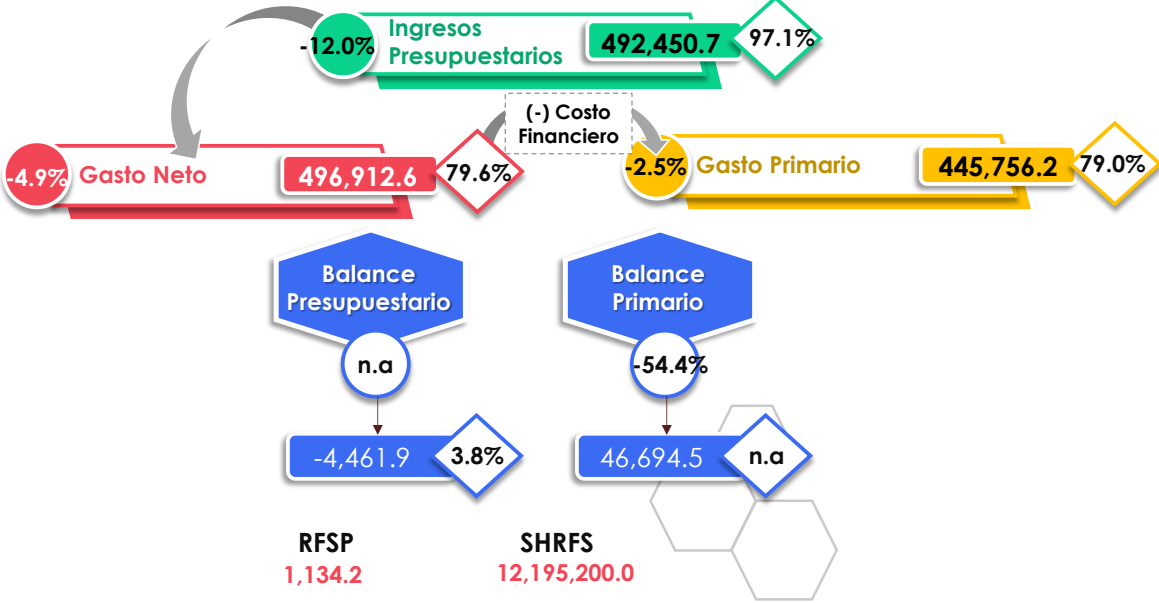 -12.0%
Ingresos
Presupuestarios
492,450.7
97.1%
(-) Costo
Financiero
-4.9%
Gasto Neto
496,912.6
79.6%
-2.5%
Gasto Primario
445,756.2
79.0%
Balance
Presupuestario
n.a
-4,461.9
3.8%
Balance
Primario
-54.4%
46,694.5
n.a
RFSP
1,134.2
SHRFS
12,195,200.0